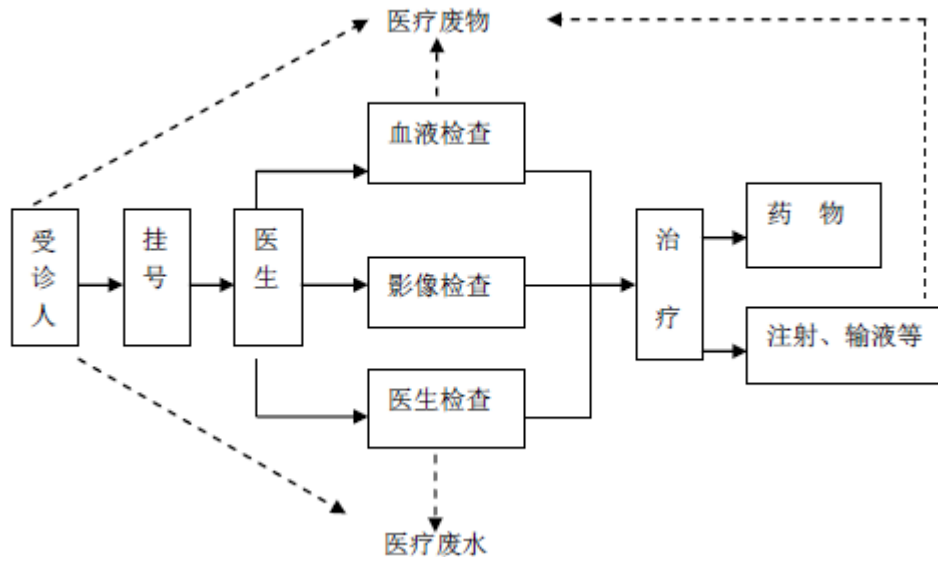 医疗废物
血液检查
受诊人
挂号
医生
影像检查
医生检查
治疗
药 物
注射、输液等
医疗废水